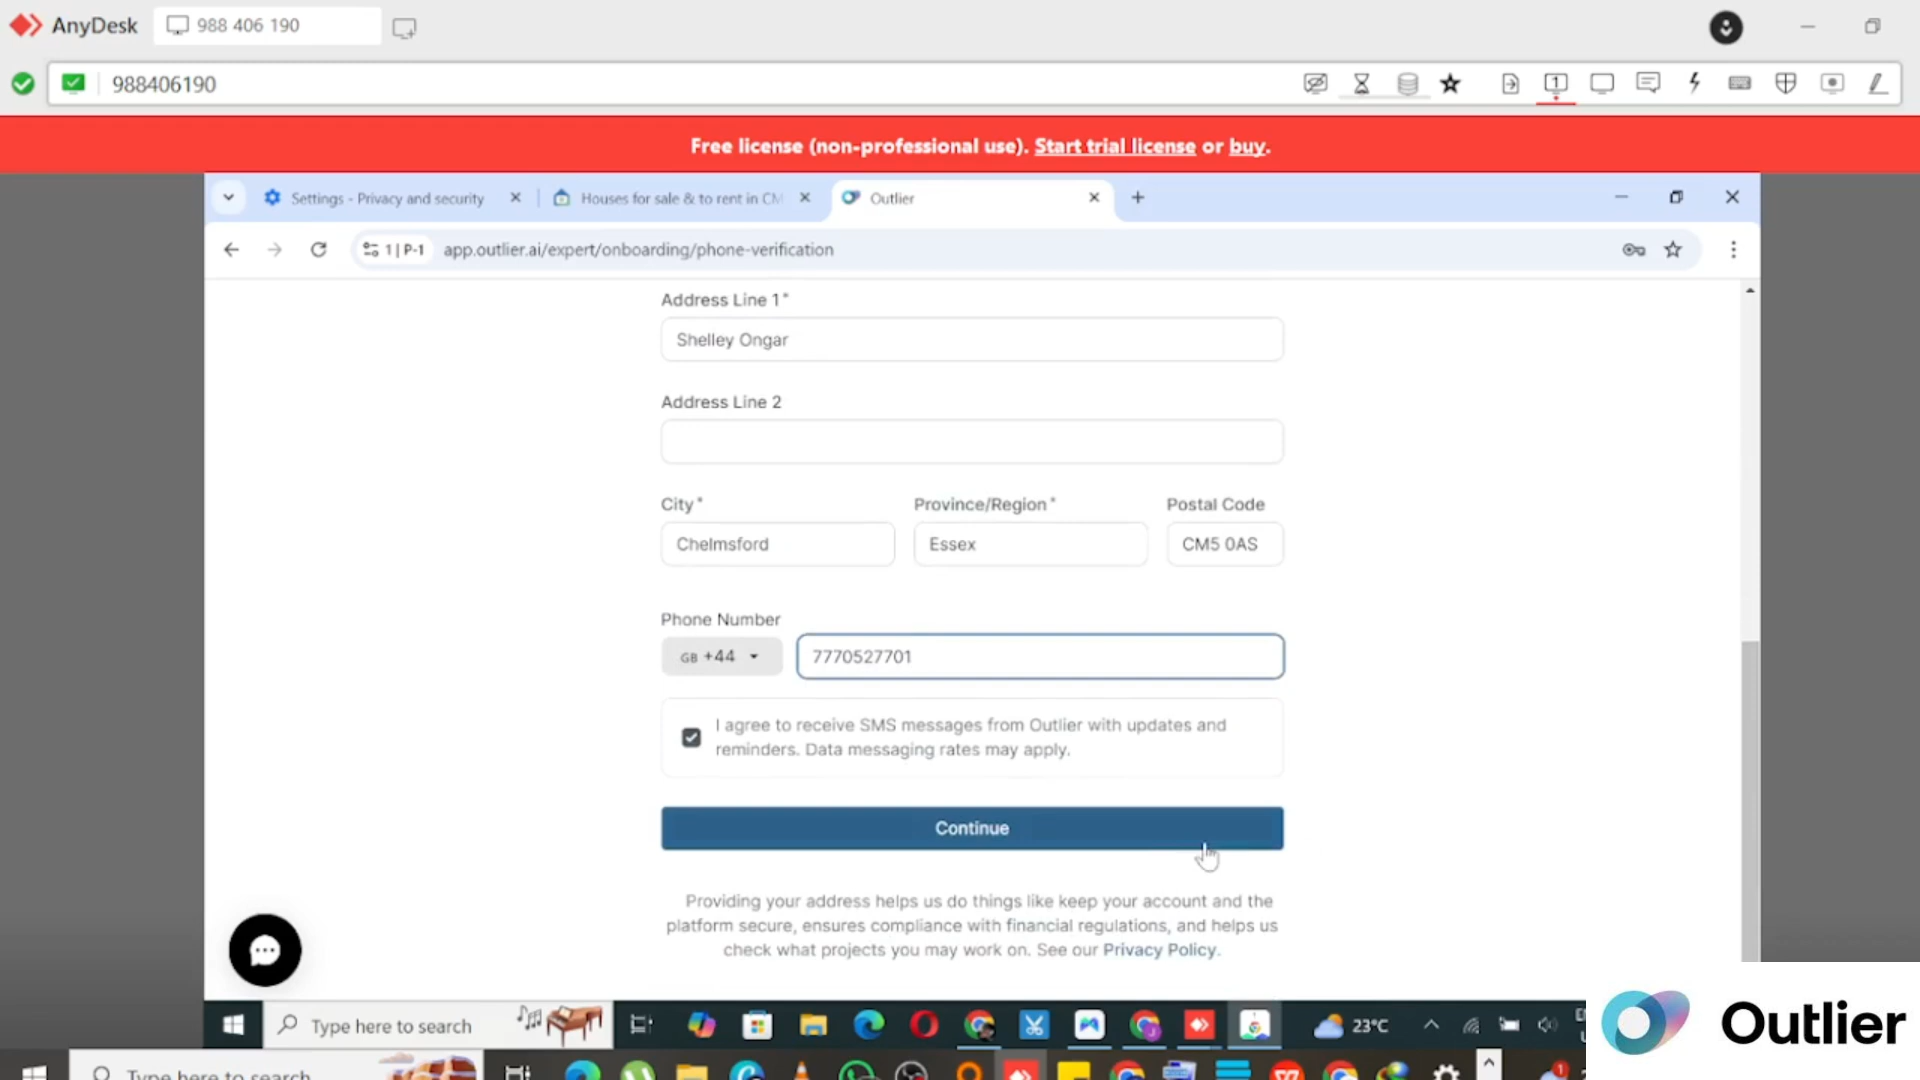 AnyDesk
988 406 190
988406190
1
Free license (non-professional use). Start trial license or buy.
Settings - Privacy and security
Houses for sale & to rent in CM
Outlier
1 | P-1
app.outlier.ai/expert/onboarding/phone-verification
Address Line 1*
Shelley Ongar
Address Line 2
City*
Province/Region*
Postal Code
Chelmsford
Essex
CM5 0AS
Phone Number
GB +44
7770527701
I agree to receive SMS messages from Outlier with updates and
reminders. Data messaging rates may apply.
Continue
Providing your address helps us do things like keep your account and the
platform secure, ensures compliance with financial regulations, and helps us
check what projects you may work on. See our Privacy Policy.
Type here to search
23°C
Outlier
Type here to search